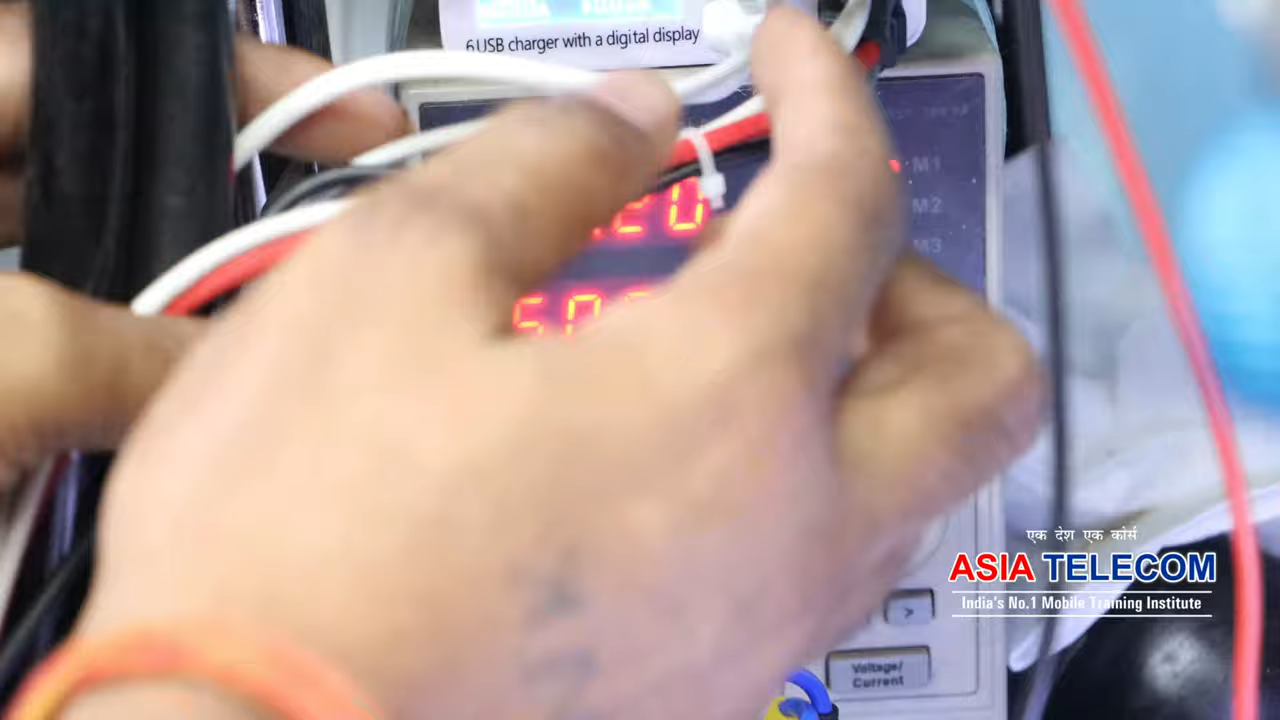 6 USB charger with a digital display
M1
M2
M3
एक देश एक कोर्स
ASIA TELECOM
India's No.1 Mobile Training Institute
>
Voltage/
Current